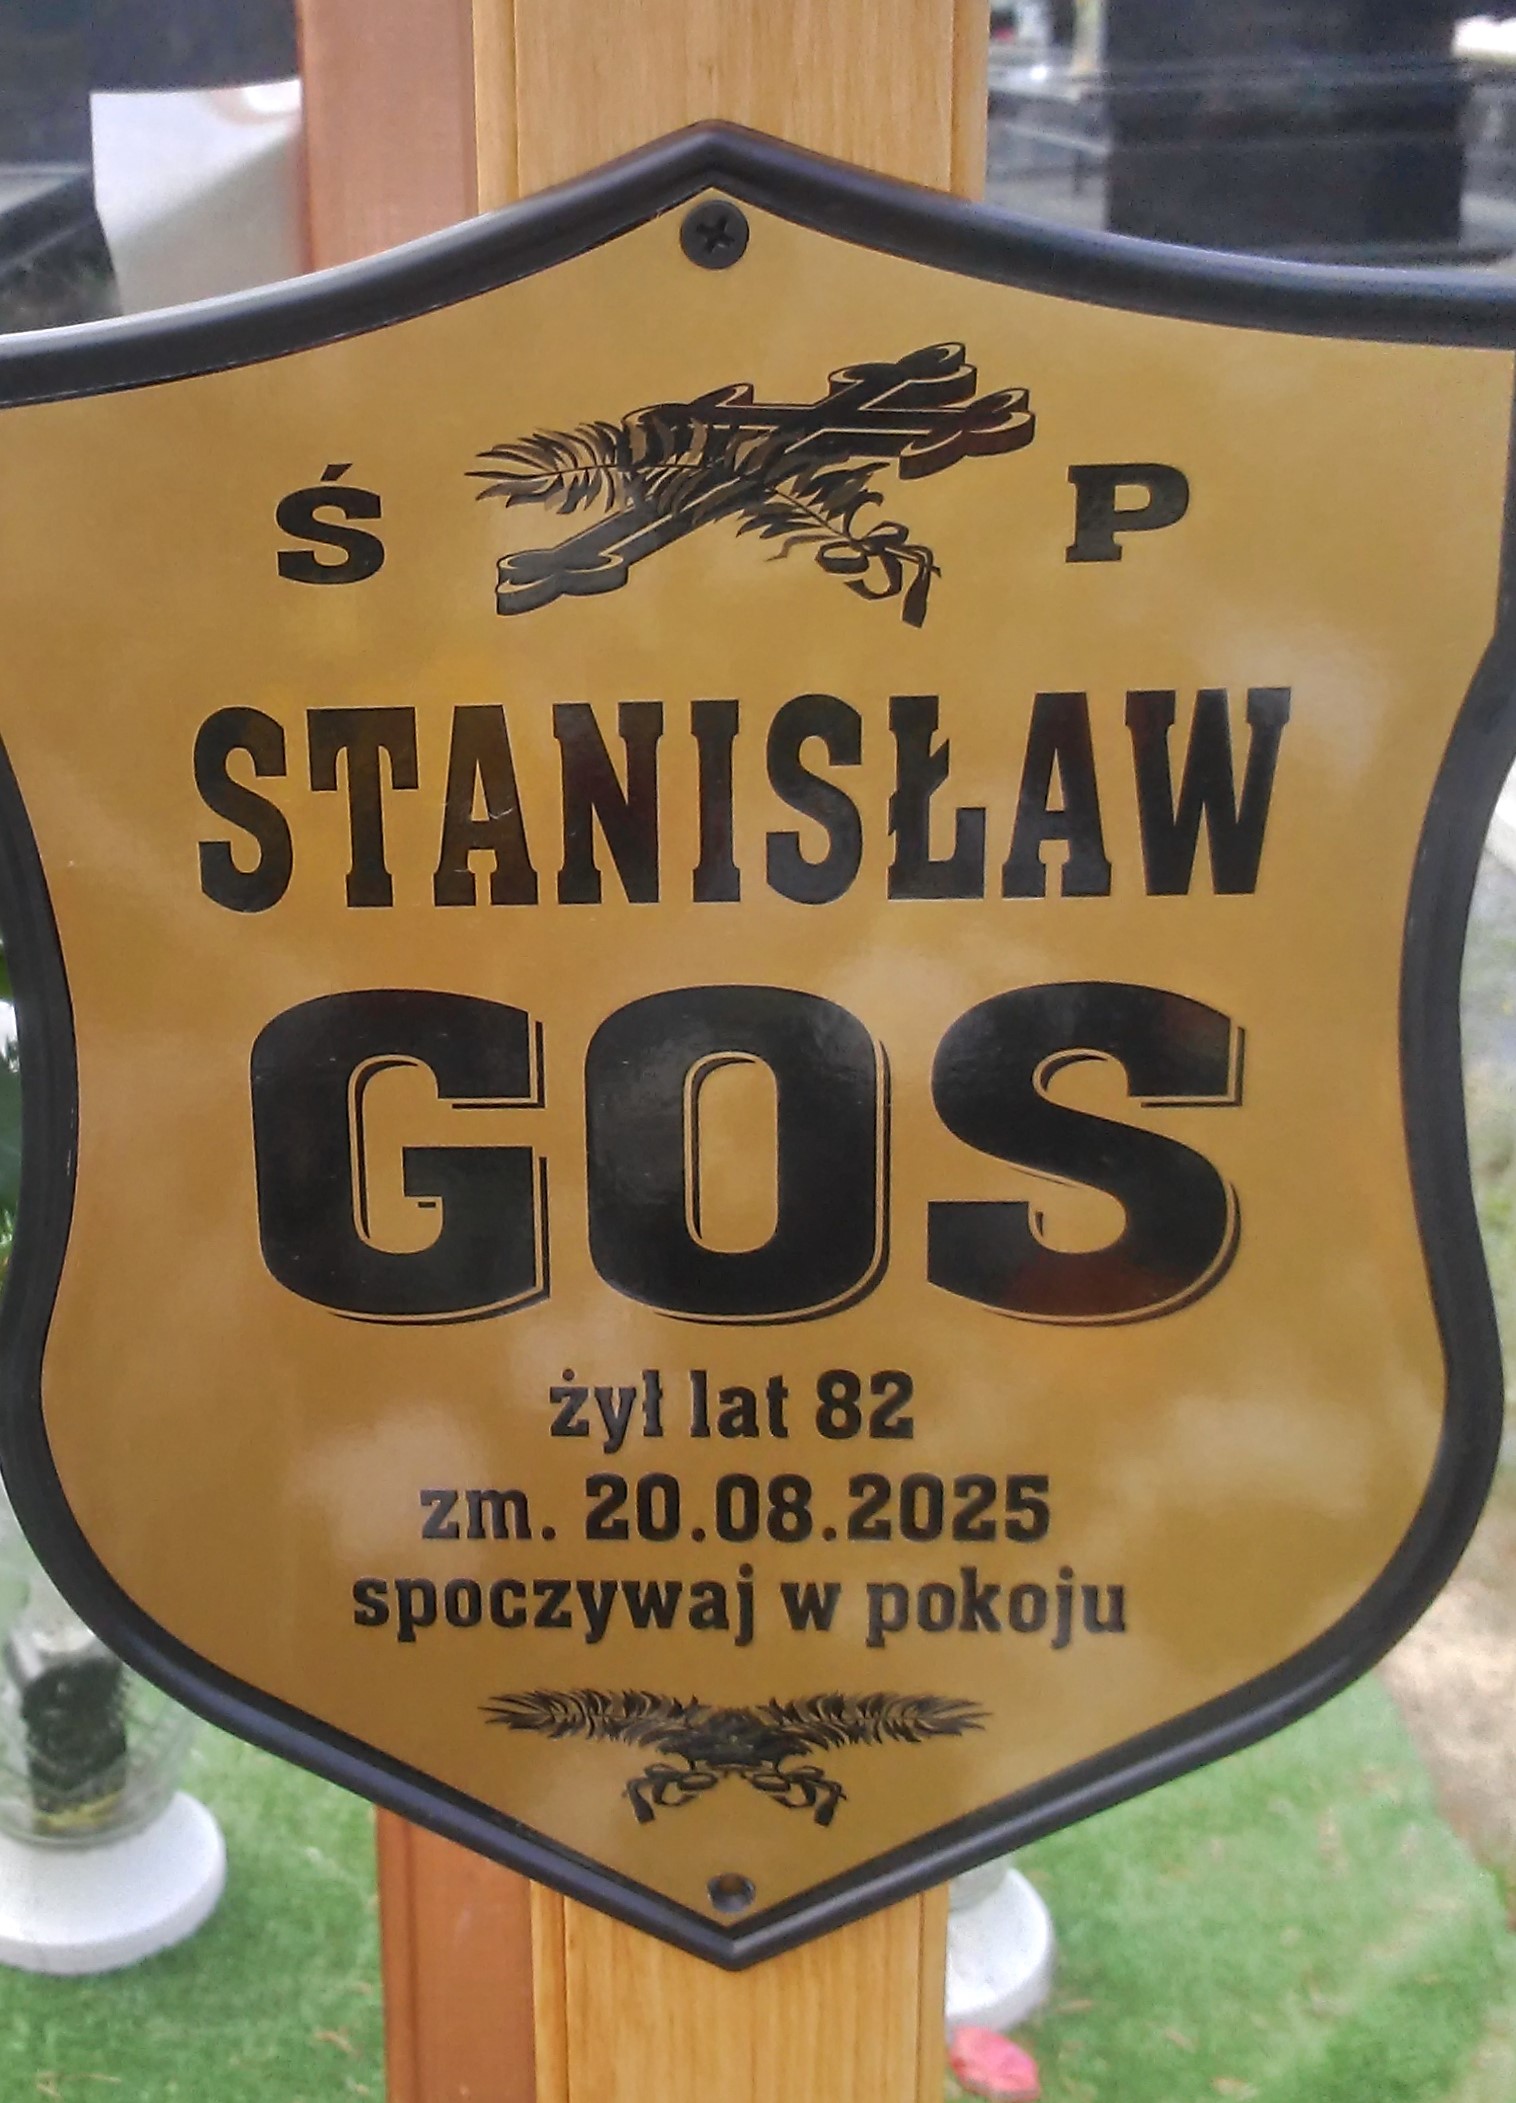 Ś P
STANISŁAW
GOS
żył lat 82
zm. 20.08.2025
spoczywaj w pokoju